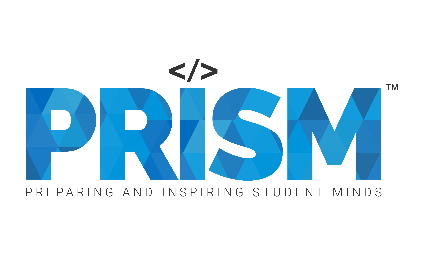 </>
PRISM™
PREPARING AND INSPIRING STUDENT MINDS